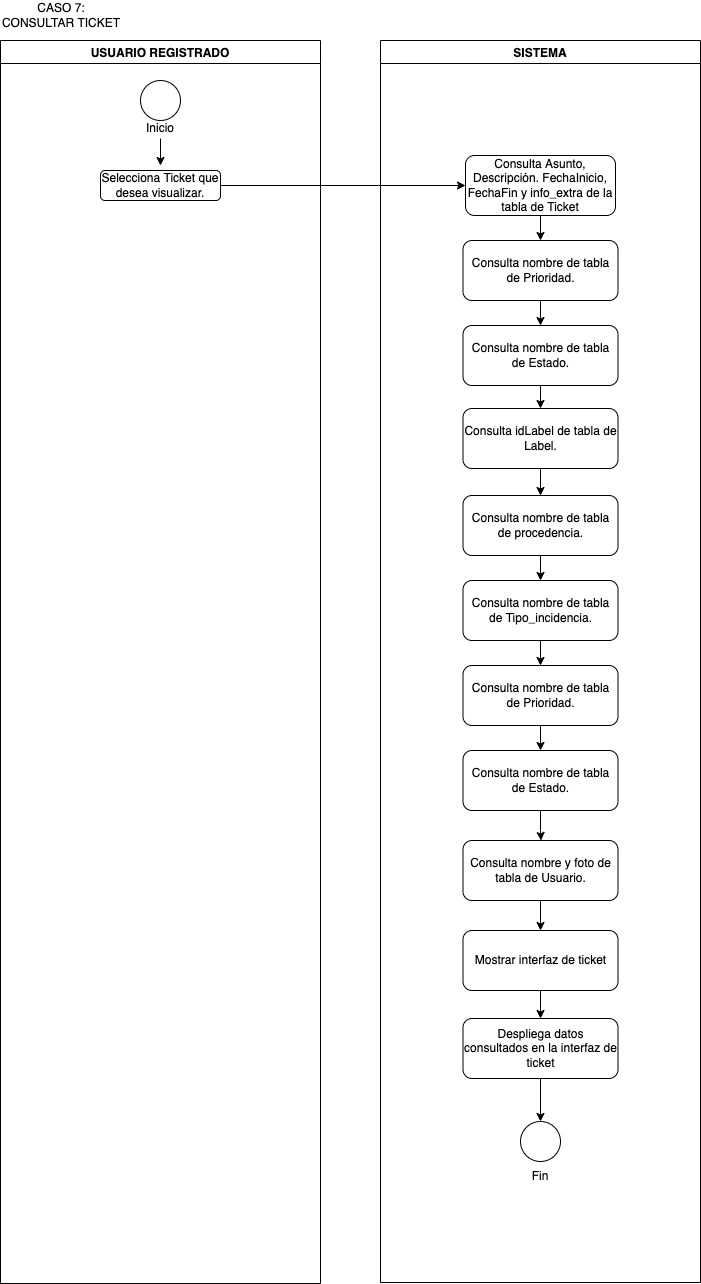 CASO 7:
CONSULTAR TICKET
USUARIO REGISTRADO
SISTEMA
Inicio
Selecciona Ticket que
desea visualizar.
Consulta Asunto,
Descripción. FechaInicio,
FechaFin y info_extra de la
tabla de Ticket
Consulta nombre de tabla
de Prioridad.
Consulta nombre de tabla
de Estado.
Consulta idLabel de tabla de
Label.
Consulta nombre de tabla
de procedencia.
Consulta nombre de tabla
de Tipo_incidencia.
Consulta nombre de tabla
de Prioridad.
Consulta nombre de tabla
de Estado.
Consulta nombre y foto de
tabla de Usuario.
Mostrar interfaz de ticket
Despliega datos
consultados en la interfaz de
ticket
Fin